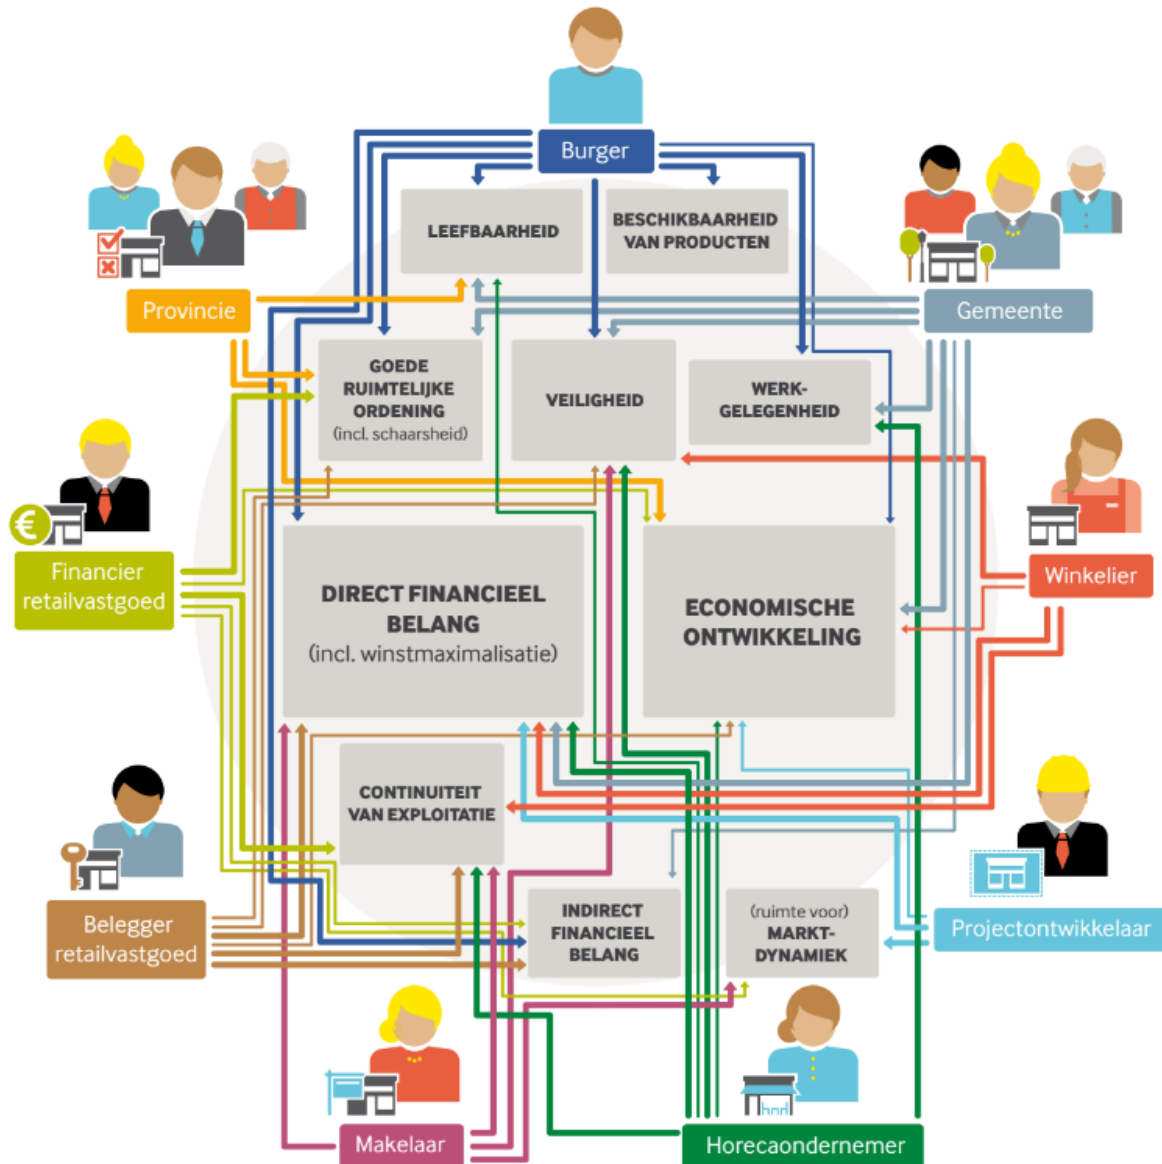 Burger
LEEFBAARHEID
BESCHIKBAARHEID
VAN PRODUCTEN
Provincie
Gemeente
GOEDE
RUIMTELIJKE
ORDENING
(incl. schaarsheid)
VEILIGHEID
WERK-
GELEGENHEID
€
Financier
retailvastgoed
Winkelier
DIRECT FINANCIEEL
BELANG
(incl. winstmaximalisatie)
ECONOMISCHE
ONTWIKKELING
CONTINUITEIT
VAN EXPLOITATIE
Belegger
retailvastgoed
INDIRECT
FINANCIEEL
BELANG
(ruimte voor)
MARKT-
DYNAMIEK
Projectontwikkelaar
Makelaar
Horecaondernemer